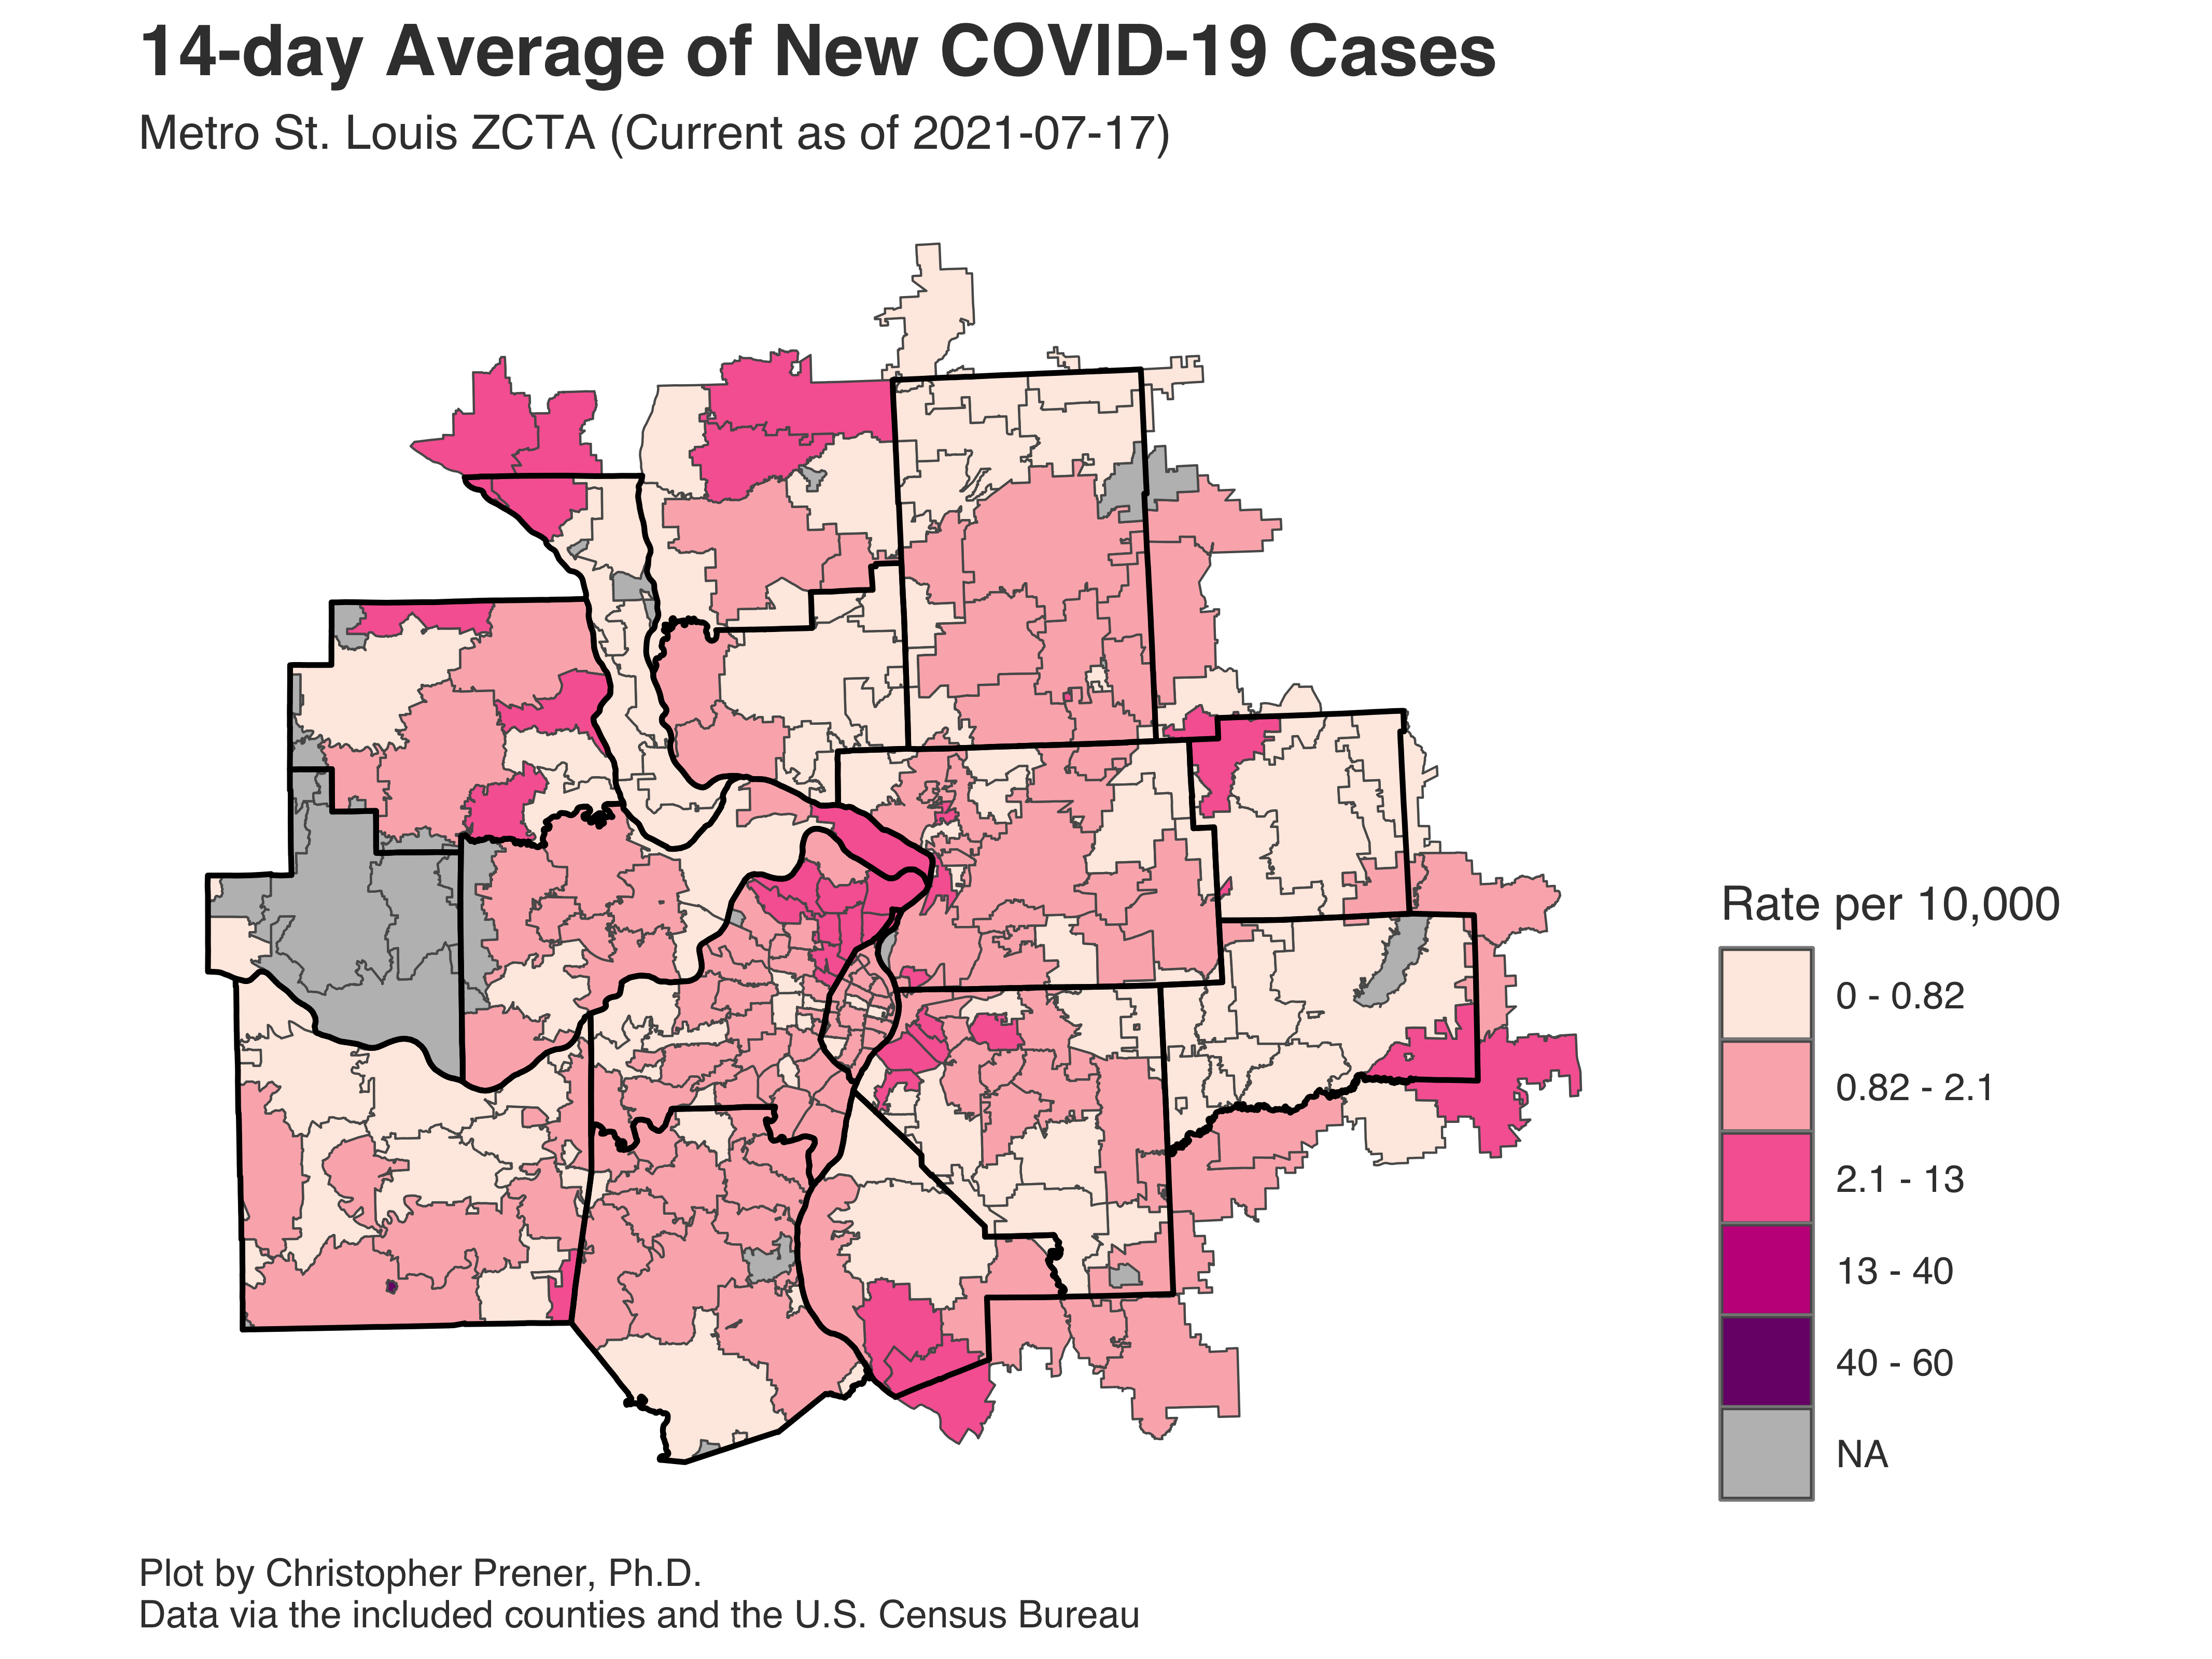 14-day Average of New COVID-19 Cases
Metro St. Louis ZCTA (Current as of 2021-07-17)
Rate per 10,000
0 - 0.82
0.82 - 2.1
2.1 - 13
13 - 40
40 - 60
NA
Plot by Christopher Prener, Ph.D.
Data via the included counties and the U.S. Census Bureau